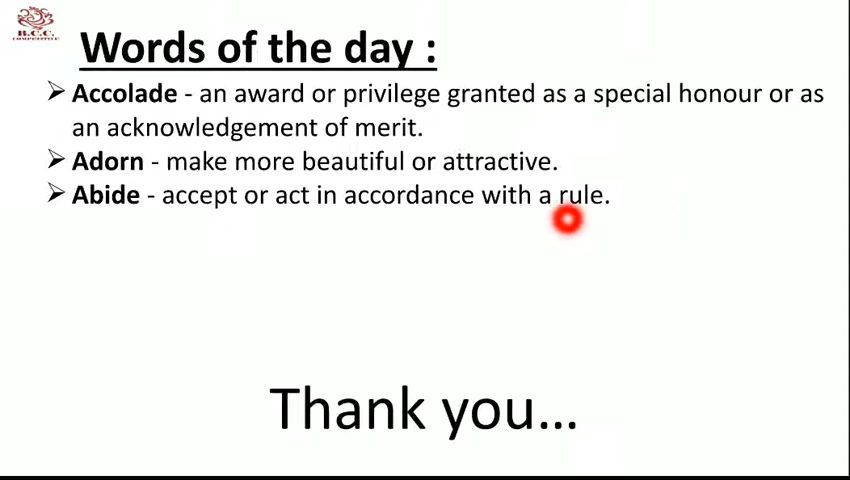 B.C.C.
COMPETITIVE
Words of the day :
➢ Accolade - an award or privilege granted as a special honour or as
an acknowledgement of merit.
➢ Adorn - make more beautiful or attractive.
➢ Abide - accept or act in accordance with a rule.
Thank you...